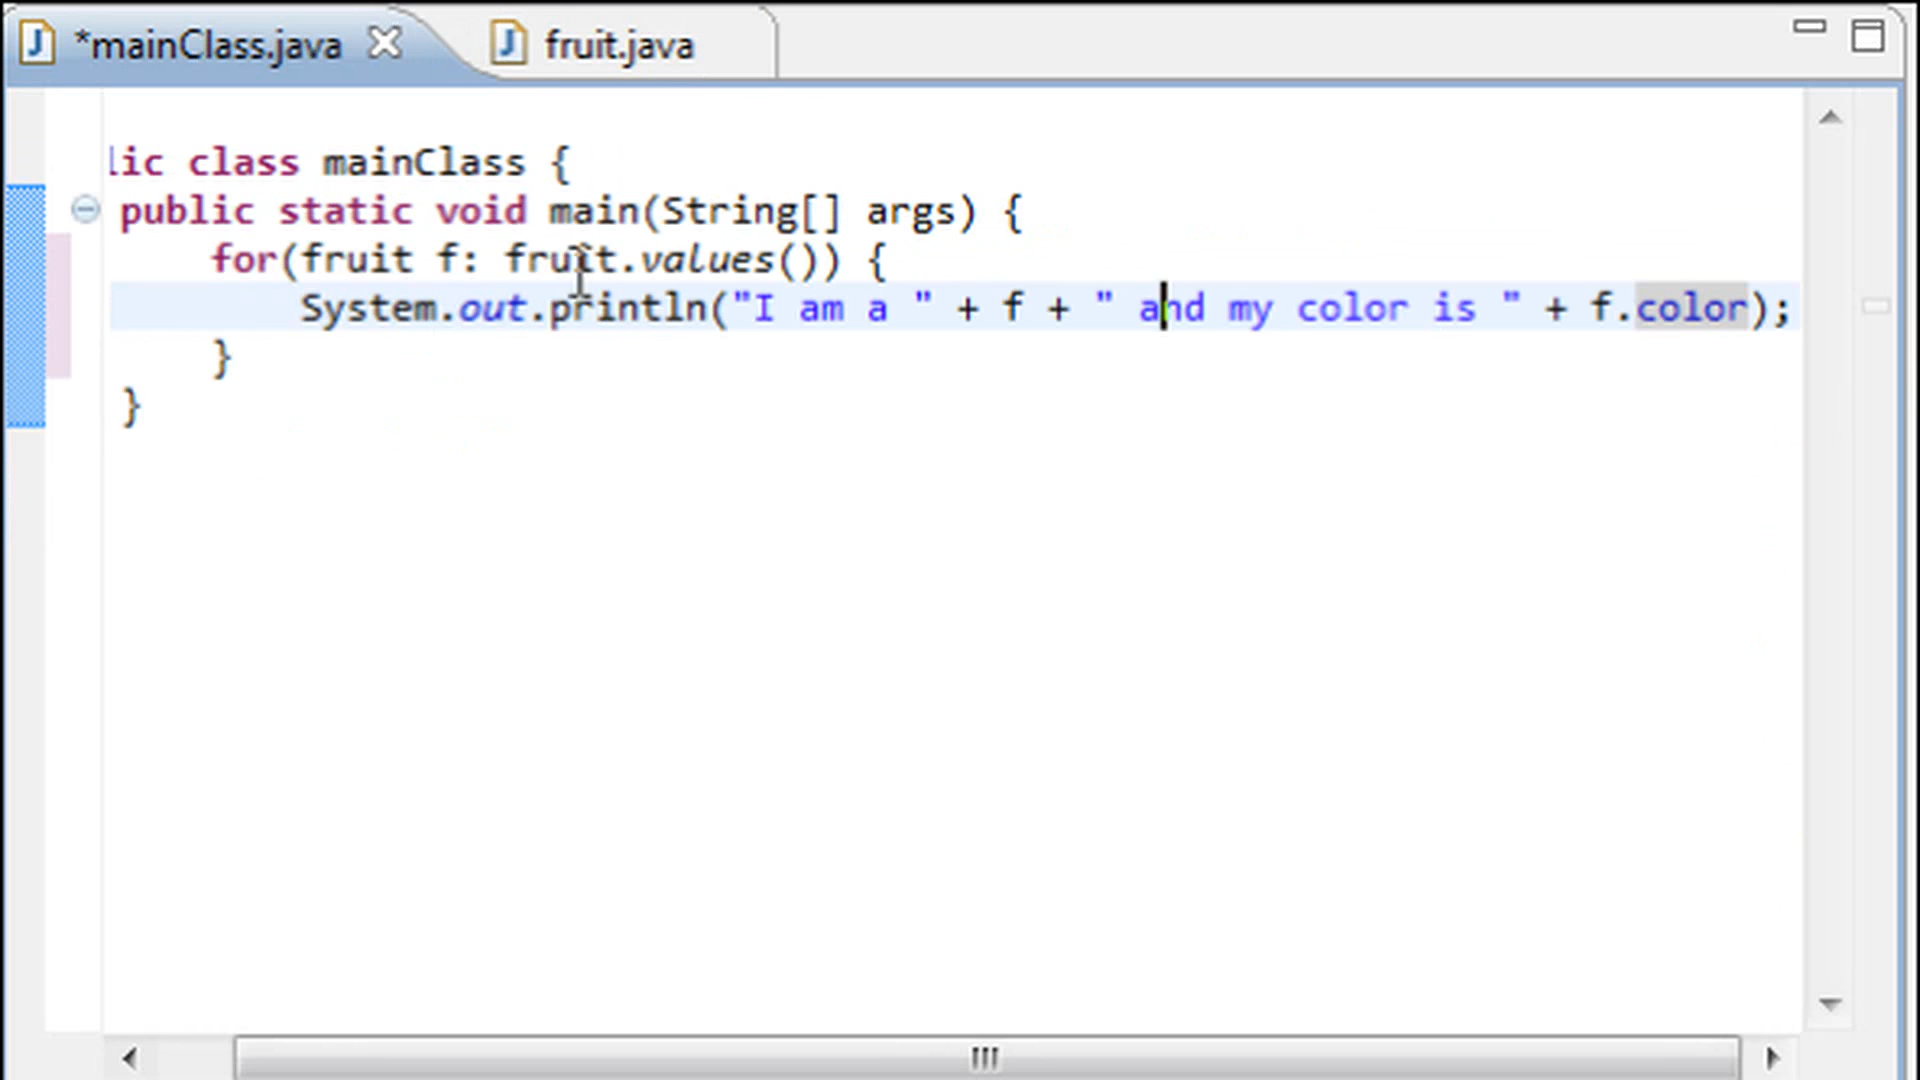 *mainClass.java fruit.java
lic class mainClass {
public static void main(String[] args) {
for(fruit f: fruit.values()) {
System.out.println("I am a " + f + " and my color is " + f.color);
}
}